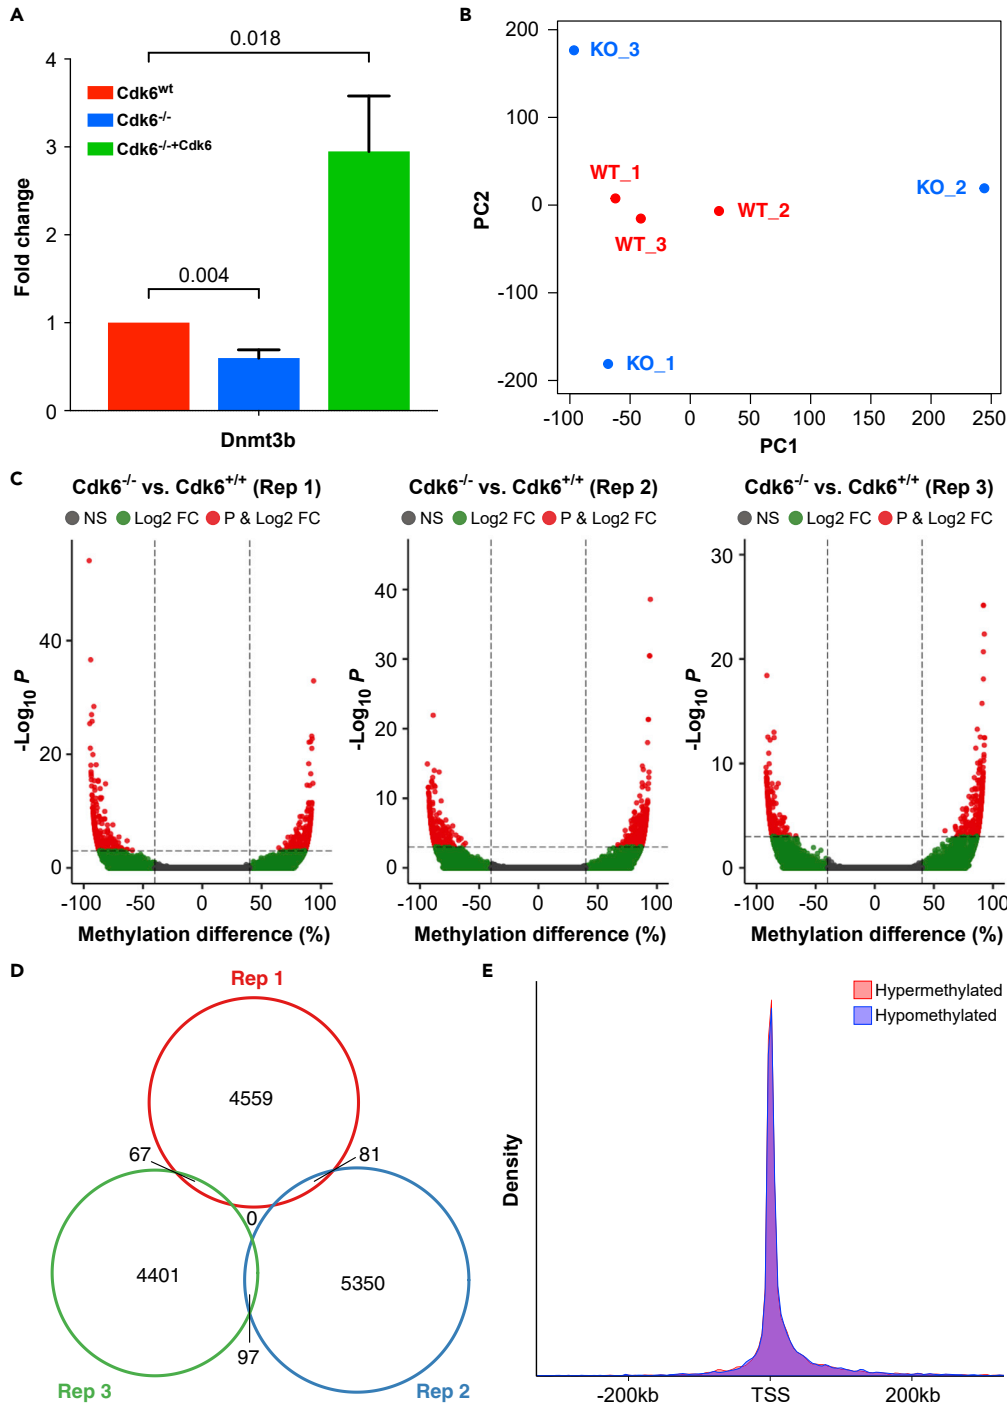 A
0.018
4
3
2
1
0
Fold change
Cdk6wt
Cdk6-/-
Cdk6-/-+Cdk6
0.004
Dnmt3b
B
200
100
0
-100
-200
PC2
KO_3
WT_1
WT_3
WT_2
KO_2
KO_1
-100 -50 0 50 100 150 200 250
PC1
C
Cdk6-/- vs. Cdk6+/+ (Rep 1)
NS Log2 FC P & Log2 FC
40
20
0
-Log10 P
-100 -50 0 50 100
Methylation difference (%)
Cdk6-/- vs. Cdk6+/+ (Rep 2)
NS Log2 FC P & Log2 FC
40
30
20
10
0
-Log10 P
-100 -50 0 50 100
Methylation difference (%)
Cdk6-/- vs. Cdk6+/+ (Rep 3)
NS Log2 FC P & Log2 FC
30
20
10
0
-Log10 P
-100 -50 0 50 100
Methylation difference (%)
D
Rep 1
4559
67
81
0
4401
5350
97
Rep 3
Rep 2
E
Hypermethylated
Hypomethylated
Density
-200kb TSS 200kb